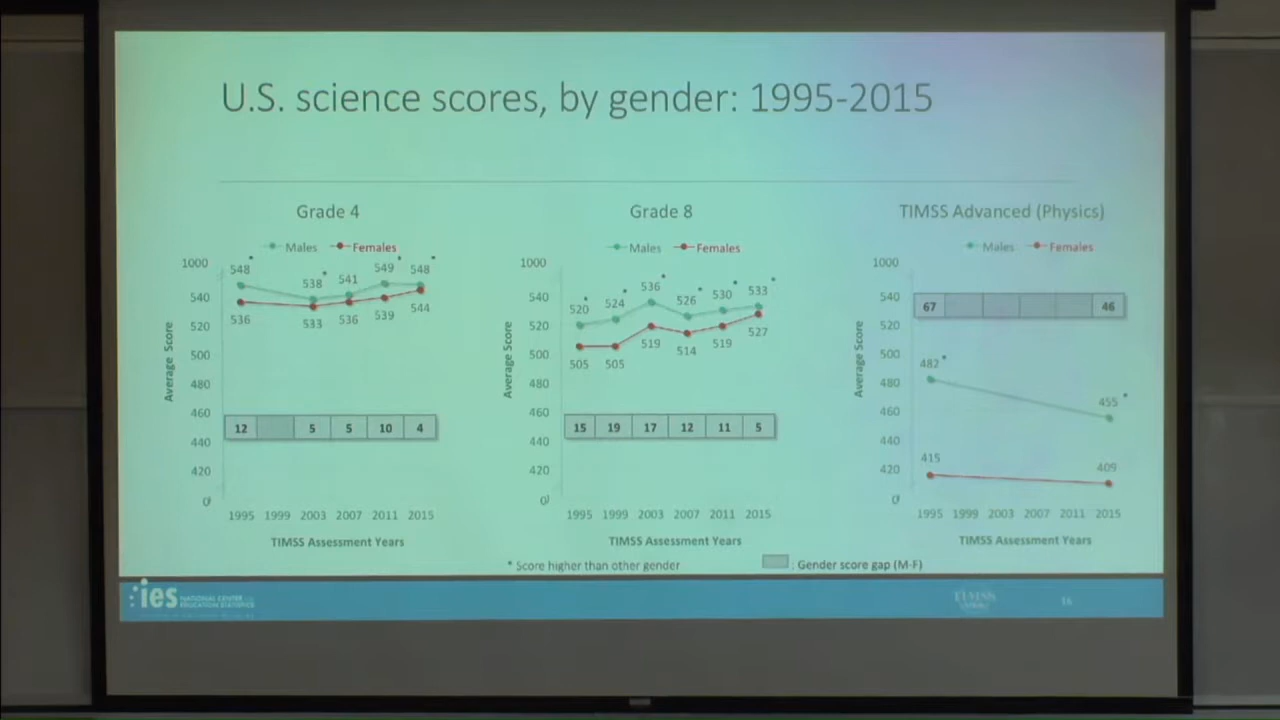 U.S. science scores, by gender: 1995-2015
Grade 4
Males Females
1000
540
520
500
480
460
440
420
0
Average Score
548* 538* 541 549* 548*
536 533 536 539 544
12 5 5 10 4
1995 1999 2003 2007 2011 2015
TIMSS Assessment Years
Grade 8
Males Females
1000
540
520
500
480
460
440
420
0
Average Score
520* 524* 536* 526* 530* 533*
505 505 519 514 519 527
15 19 17 12 11 5
1995 1999 2003 2007 2011 2015
TIMSS Assessment Years
TIMSS Advanced (Physics)
Males Females
1000
540
520
500
480
460
440
420
0
Average Score
67 46
482* 455*
415 409
1995 1999 2003 2007 2011 2015
TIMSS Assessment Years
* Score higher than other gender
: Gender score gap (M-F)
ies NATIONAL CENTER FOR
EDUCATION STATISTICS
TIMSS
16